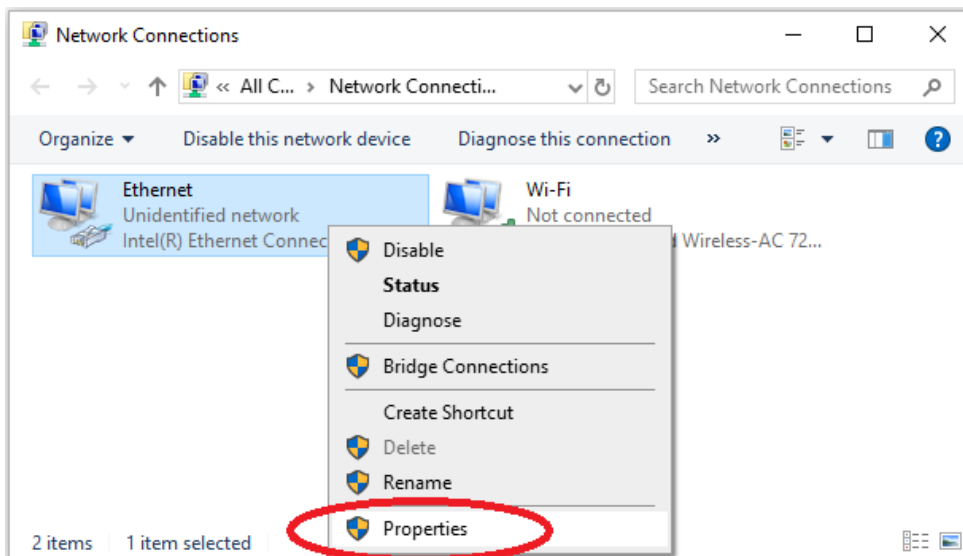 Network Connections
« All C... > Network Connecti...
Search Network Connections
Organize Disable this network device Diagnose this connection »
Ethernet
Unidentified network
Intel(R) Ethernet Connec
Wi-Fi
Not connected
Wireless-AC 72...
Disable
Status
Diagnose
Bridge Connections
Create Shortcut
Delete
Rename
Properties
2 items 1 item selected